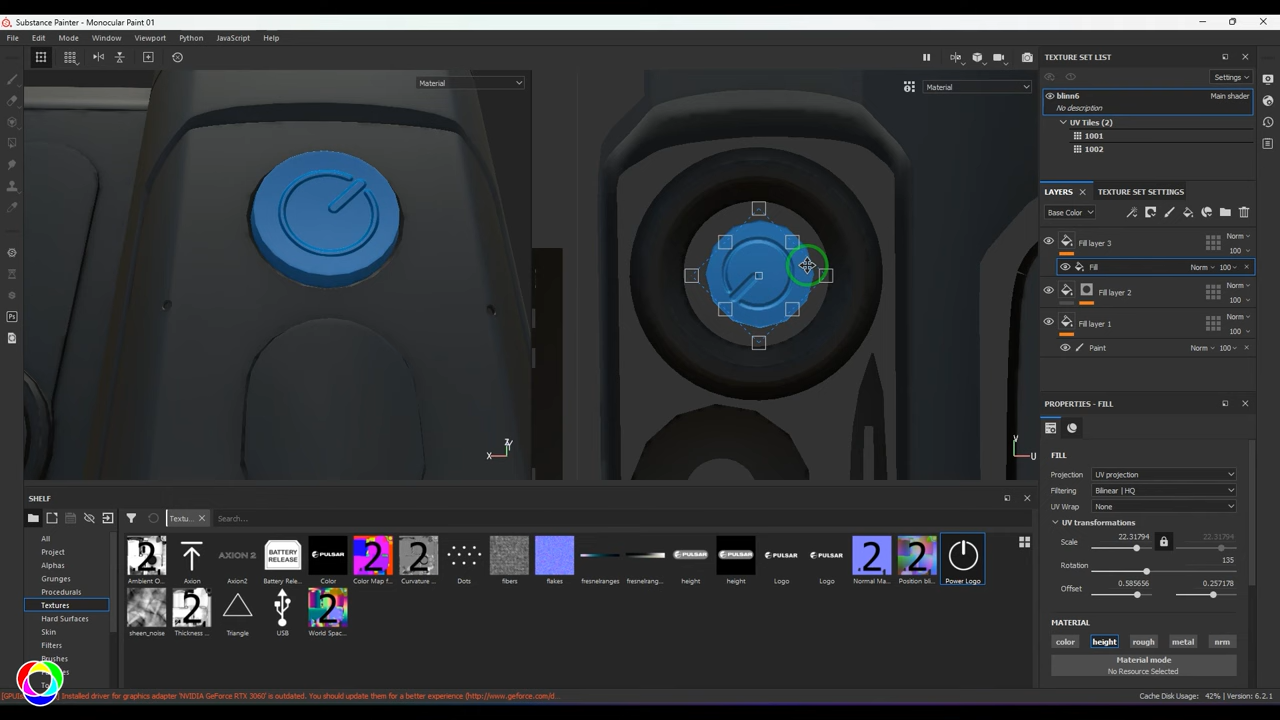 Substance Painter - Monocular Paint 01
File Edit Mode Window Viewport Python JavaScript Help
Material
Material
TEXTURE SET LIST
Settings
blinn6 Main shader
No description
UV Tiles (2)
1001
1002
LAYERS TEXTURE SET SETTINGS
Base Color
Fill layer 3 Norm 100
Fill Norm 100
Fill layer 2 Norm 100
Fill layer 1 Norm 100
Paint Norm 100
PROPERTIES - FILL
FILL
Projection UV projection
Filtering Bilinear | HQ
UV Wrap None
UV transformations
Scale 22.31794 22.31794
Rotation 135
Offset 0.585656 0.257178
MATERIAL
color height rough metal nrm
Material mode
No Resource Selected
X Y
V U
SHELF
Textu... Search...
All
Project
Alphas
Grunges
Procedurals
Textures
Hard Surfaces
Skin
Filters
Brushes
AXION 2 BATTERY RELEASE PULSAR PULSAR PULSAR PULSAR PULSAR
Ambient O... Axion Axion2 Battery Rele... Color Color Map f... Curvature ... Dots fibers flakes fresnelranges fresnelrang... height height Logo Logo Normal Ma... Position bli... Power Logo
sheen_noise Thickness ... Triangle USB World Spac...
Installed driver for graphics adapter 'NVIDIA GeForce RTX 3060' is outdated. You should update them for a better experience (http://www.geforce.com/d...
Cache Disk Usage: 42% | Version: 6.2.1